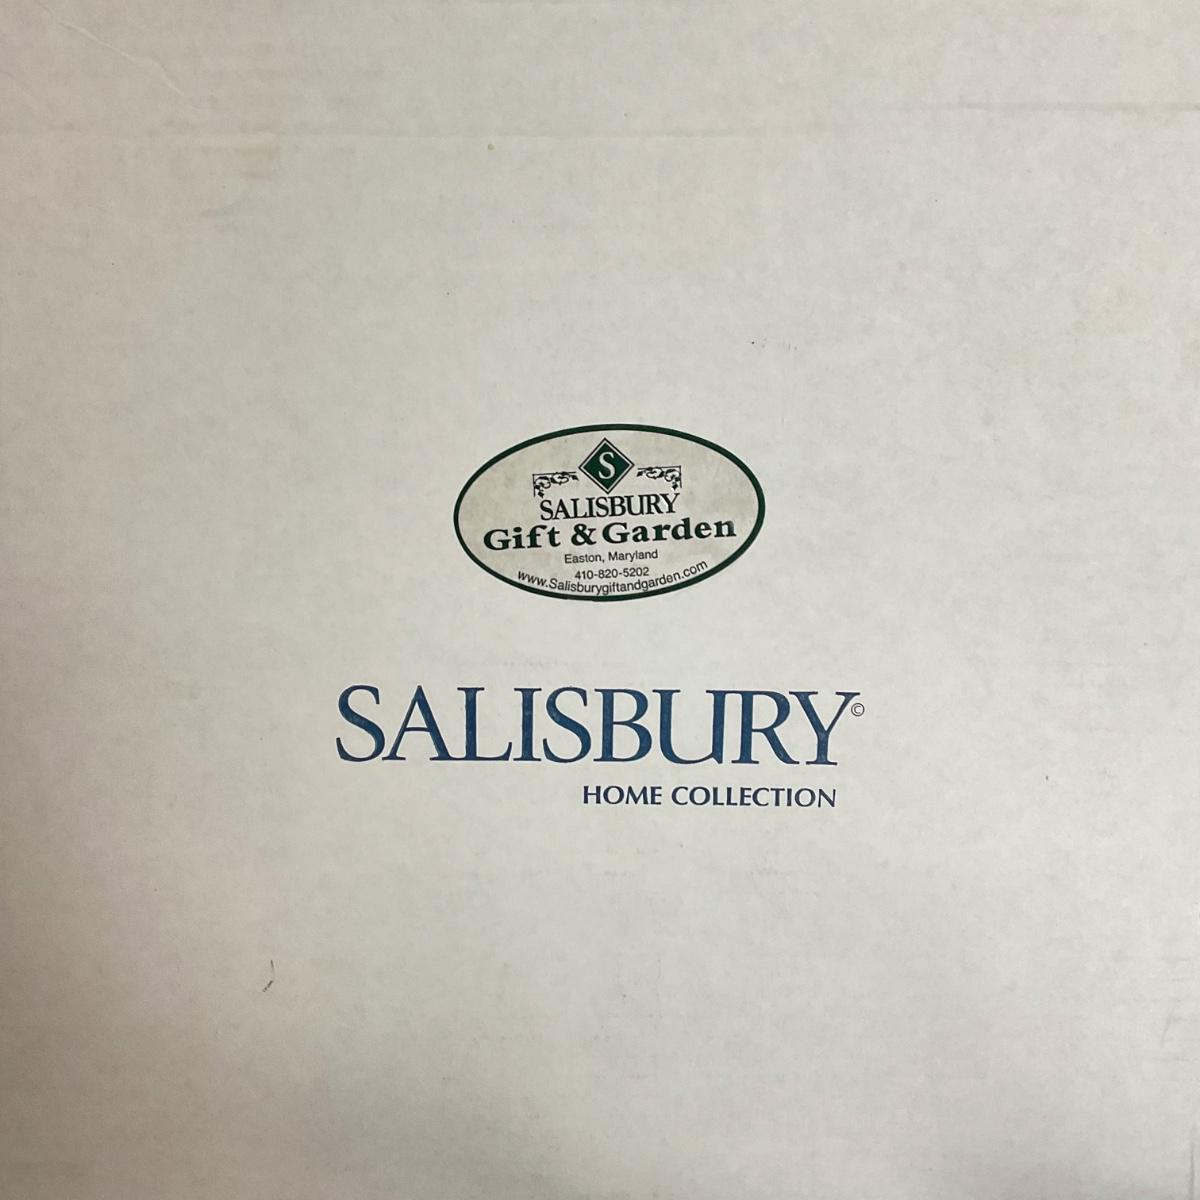 S
SALISBURY
Gift & Garden
Easton, Maryland
410-820-5202
www.Salisburygiftandgarden.com
SALISBURY©
HOME COLLECTION